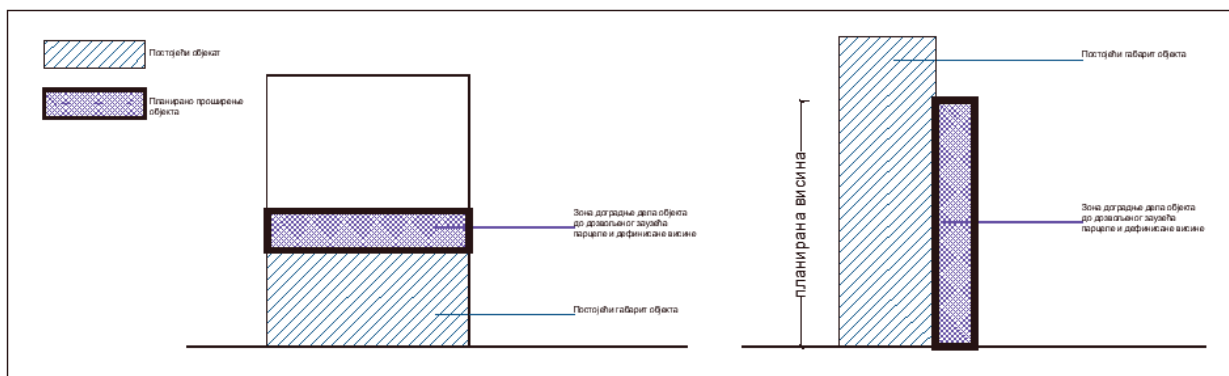 Постојећи објекат
Планирано проширење
објекта
Зона доградње дела објекта
до дозвољеног заузећа
парцеле и дефинисане висине
Постојећи габарит објекта
планирана висина
Постојећи габарит објекта
Зона доградње дела објекта
до дозвољеног заузећа
парцеле и дефинисане висине